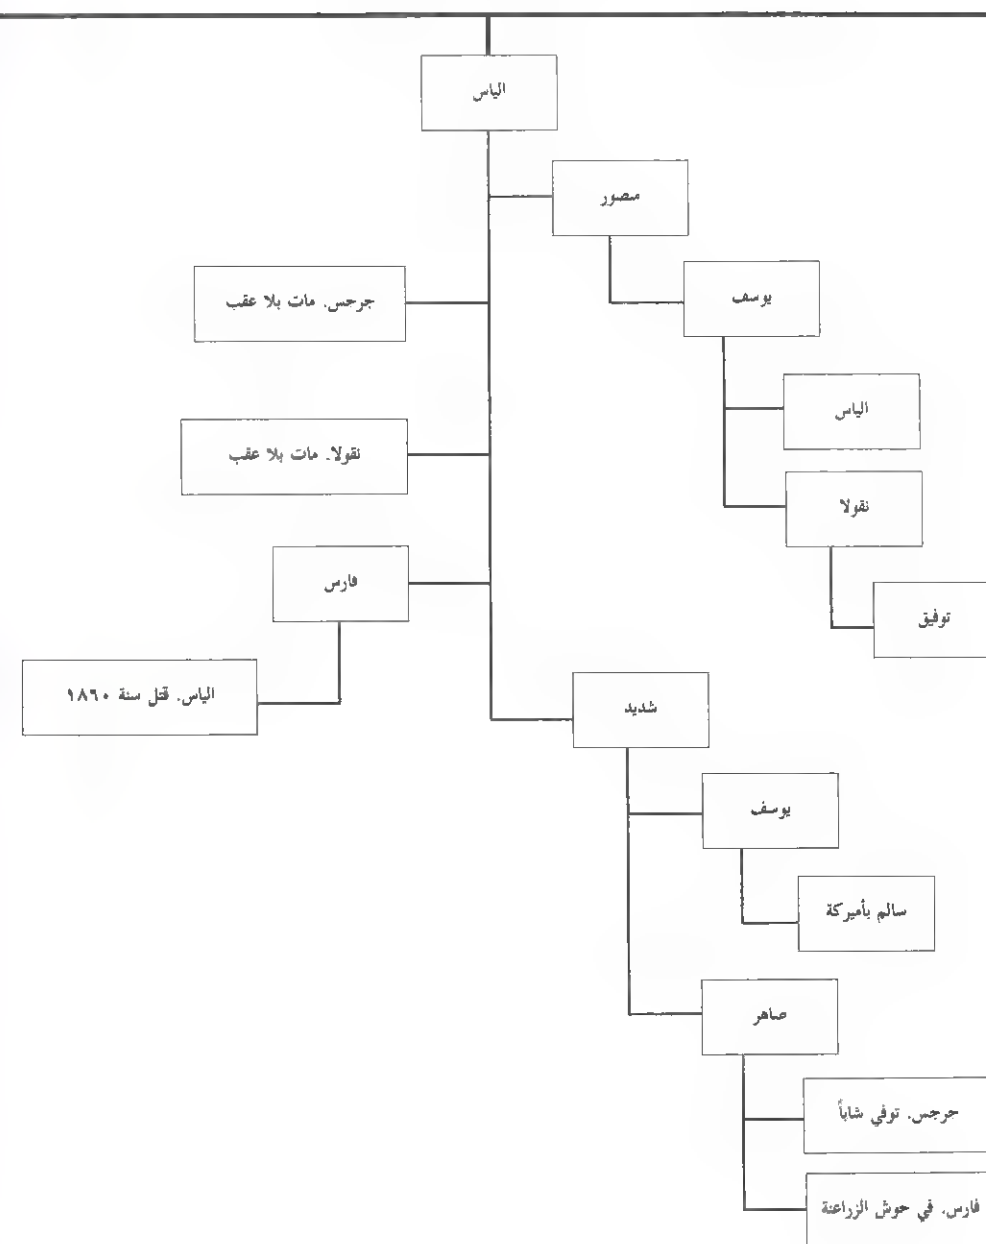 الياس
منصور
جرجس. مات بلا عقب
يوسف
الياس
نقولا. مات بلا عقب
نقولا
فارس
توفيق
الياس. قتل سنة ١٨٦٠
شديد
يوسف
سالم بأميركة
صاهر
جرجس. توفي شاباً
فارس. في حوش الزراعنة